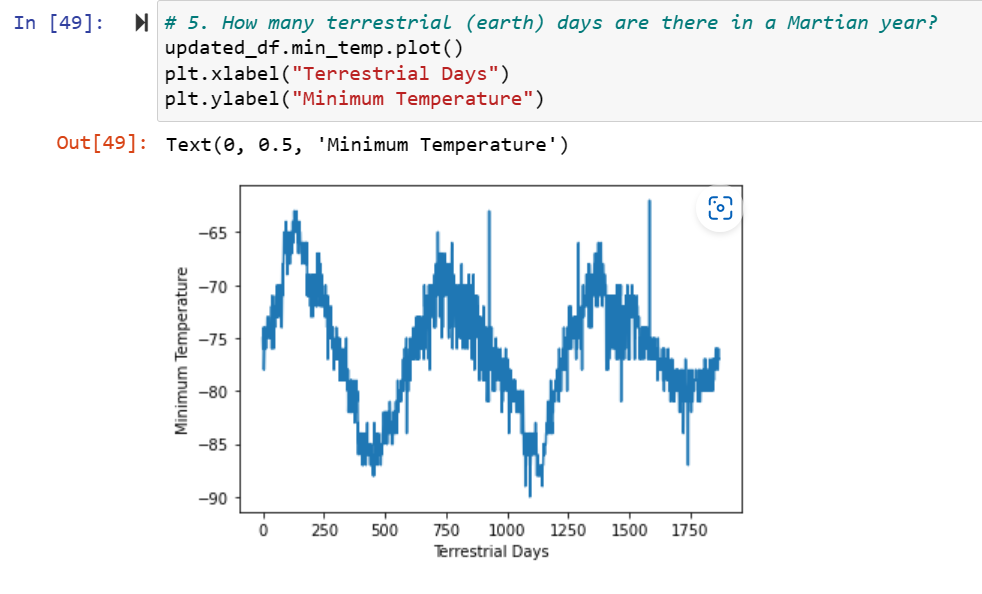 In [49]:
# 5. How many terrestrial (earth) days are there in a Martian year?
updated_df.min_temp.plot()
plt.xlabel("Terrestrial Days")
plt.ylabel("Minimum Temperature")
Out[49]: Text(0, 0.5, 'Minimum Temperature')
Minimum Temperature
−65
−70
−75
−80
−85
−90
0 250 500 750 1000 1250 1500 1750
Terrestrial Days